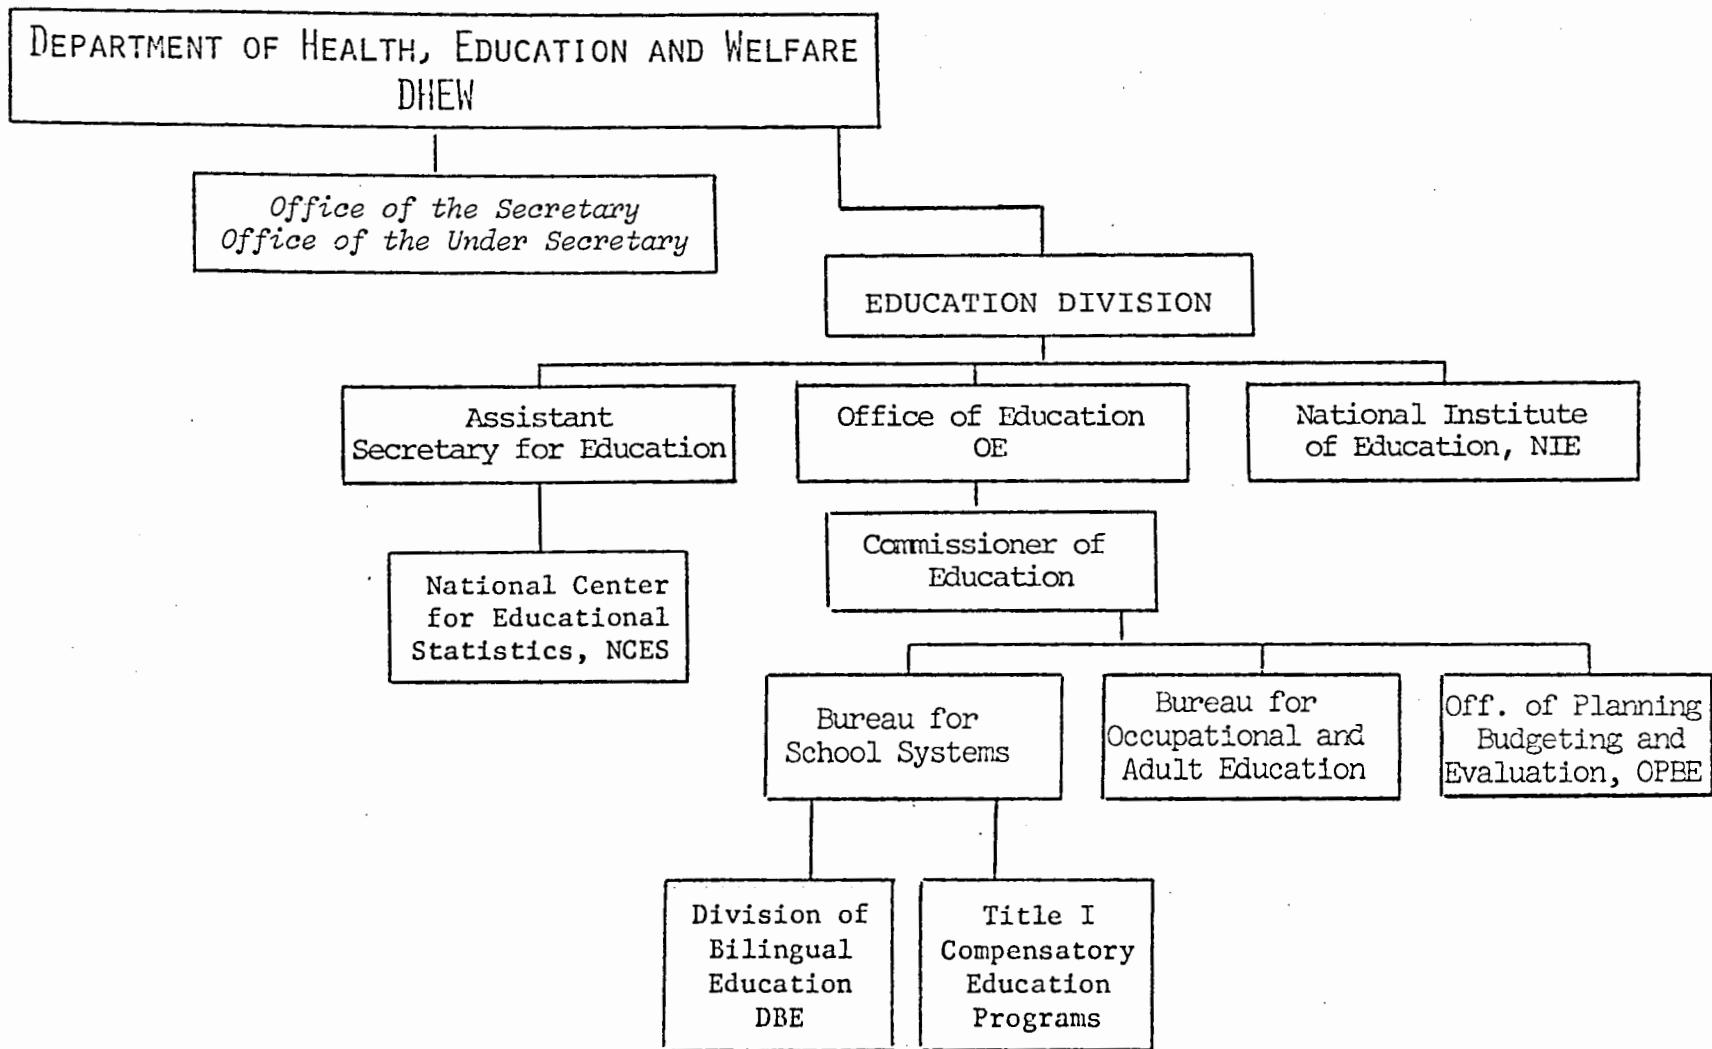 DEPARTMENT OF HEALTH, EDUCATION AND WELFARE
DHEW
Office of the Secretary
Office of the Under Secretary
EDUCATION DIVISION
Assistant
Secretary for Education
Office of Education
OE
National Institute
of Education, NIE
Commissioner of
Education
National Center
for Educational
Statistics, NCES
Bureau for
School Systems
Bureau for
Occupational and
Adult Education
Off. of Planning
Budgeting and
Evaluation, OPBE
Division of
Bilingual
Education
DBE
Title I
Compensatory
Education
Programs